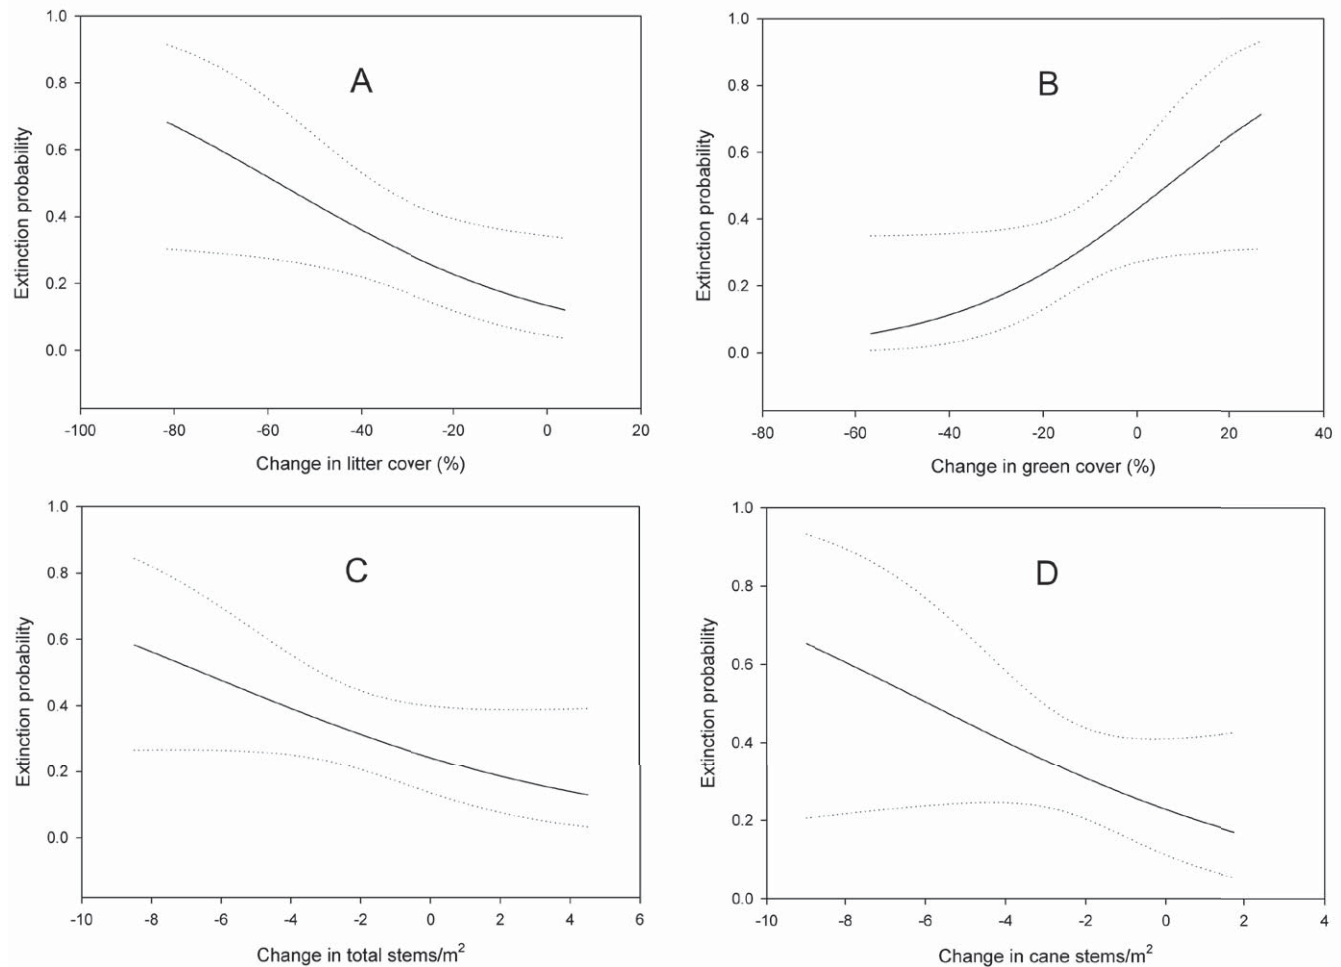 A
Extinction probability
1.0
0.8
0.6
0.4
0.2
0.0
-100 -80 -60 -40 -20 0 20
Change in litter cover (%)
B
Extinction probability
1.0
0.8
0.6
0.4
0.2
0.0
-80 -60 -40 -20 0 20 40
Change in green cover (%)
C
Extinction probability
1.0
0.8
0.6
0.4
0.2
0.0
-10 -8 -6 -4 -2 0 2 4 6
Change in total stems/m²
D
Extinction probability
1.0
0.8
0.6
0.4
0.2
0.0
-10 -8 -6 -4 -2 0 2 4
Change in cane stems/m²